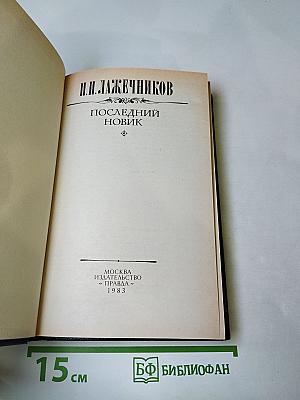 И.И.ЛАЖЕЧНИКОВ
ПОСЛЕДНИЙ
НОВИК
МОСКВА
ИЗДАТЕЛЬСТВО
«ПРАВДА»
1983
15 см
БФ БИБЛИОФАН